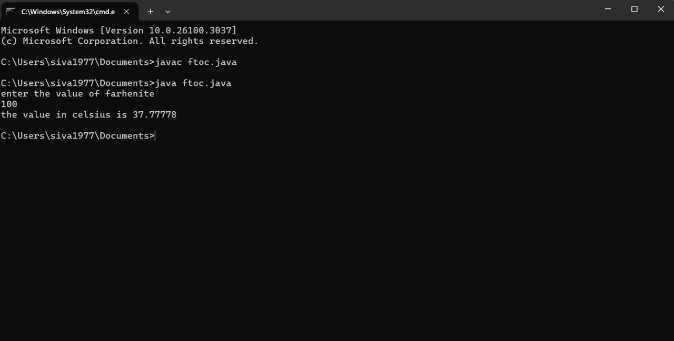 C:\Windows\System32\cmd.e
Microsoft Windows [Version 10.0.26100.3037]
(c) Microsoft Corporation. All rights reserved.
C:\Users\siva1977\Documents>javac ftoc.java
C:\Users\siva1977\Documents>java ftoc.java
enter the value of farhenite
100
the value in celsius is 37.77778
C:\Users\siva1977\Documents>